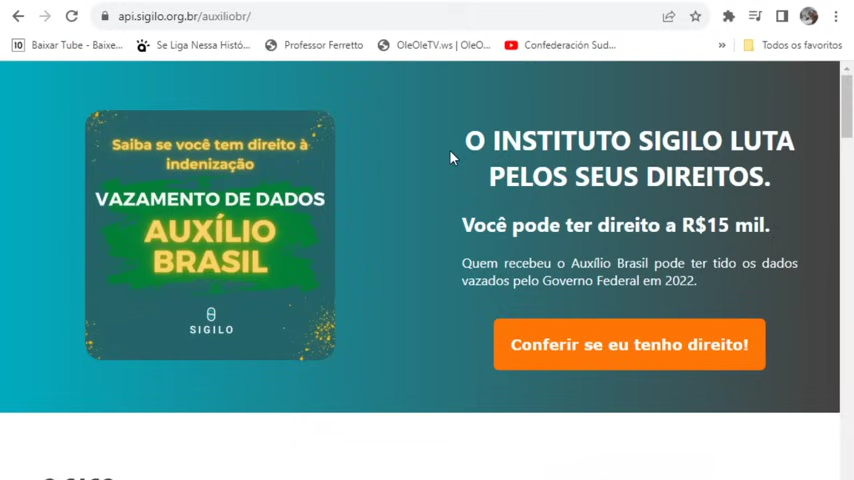 api.sigilo.org.br/auxiliobr/
10 Baixar Tube - Baixe... Se Liga Nessa Histó... Professor Ferretto OleOleTV.ws | OleO... Confederación Sud... » Todos os favoritos
Saiba se você tem direito à
indenização
VAZAMENTO DE DADOS
AUXÍLIO
BRASIL
SIGILO
O INSTITUTO SIGILO LUTA
PELOS SEUS DIREITOS.
Você pode ter direito a R$15 mil.
Quem recebeu o Auxílio Brasil pode ter tido os dados
vazados pelo Governo Federal em 2022.
Conferir se eu tenho direito!